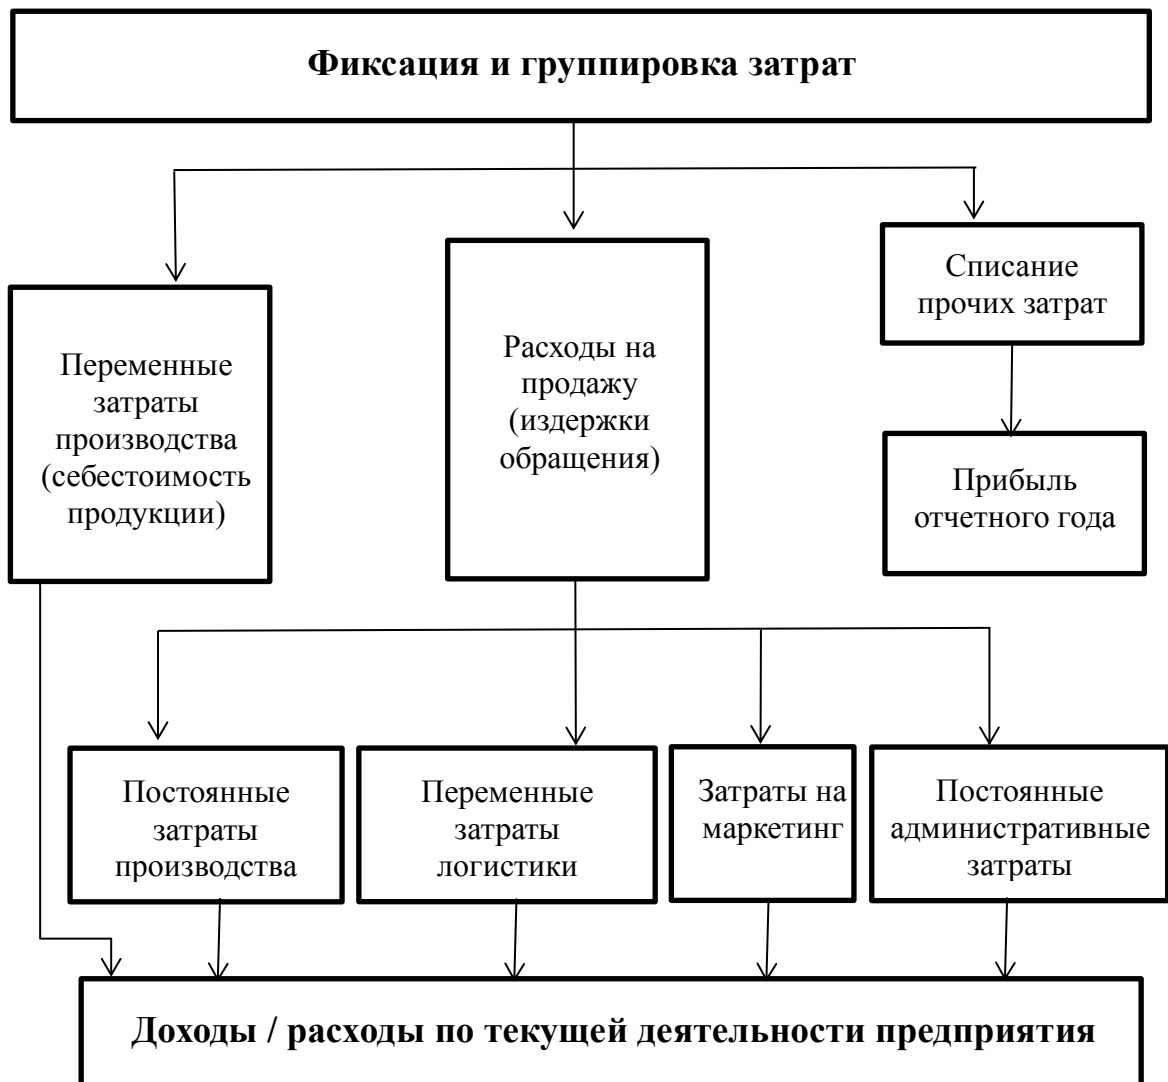 Фиксация и группировка затрат
Переменные
затраты
производства
(себестоимость
продукции)
Расходы на
продажу
(издержки
обращения)
Списание
прочих затрат
Прибыль
отчетного года
Постоянные
затраты
производства
Переменные
затраты
логистики
Затраты на
маркетинг
Постоянные
административные
затраты
Доходы / расходы по текущей деятельности предприятия